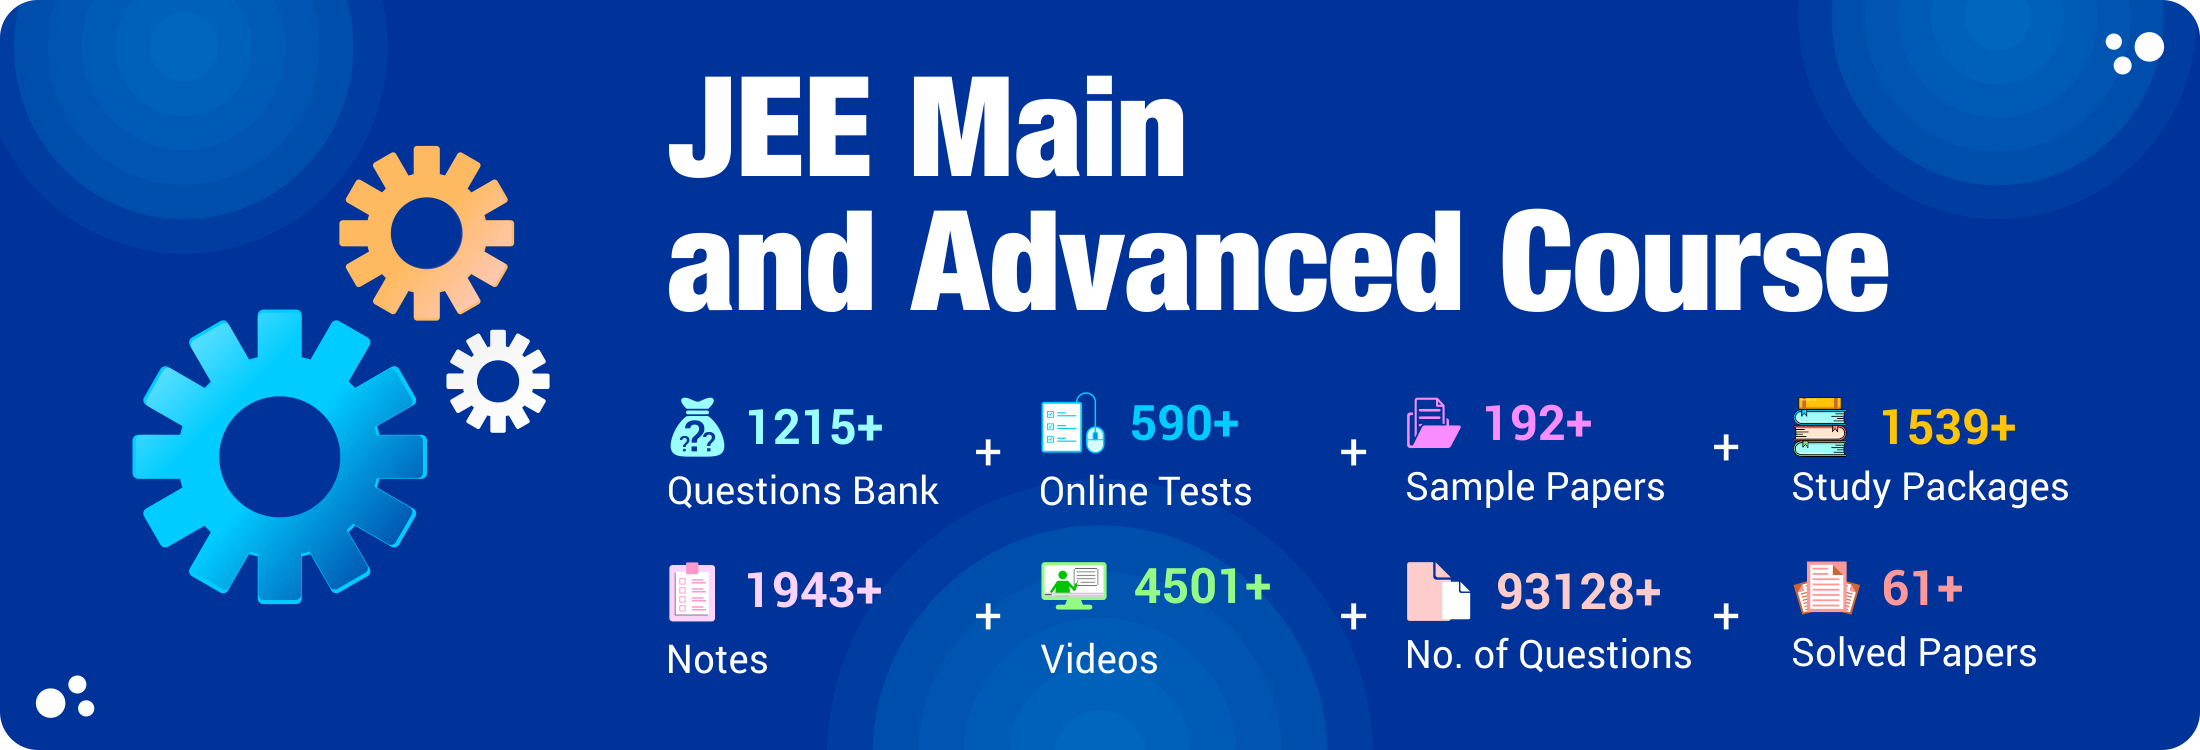 JEE Main
and Advanced Course
1215+
Questions Bank
+
590+
Online Tests
+
192+
Sample Papers
+
1539+
Study Packages
1943+
Notes
+
4501+
Videos
+
93128+
No. of Questions
+
61+
Solved Papers